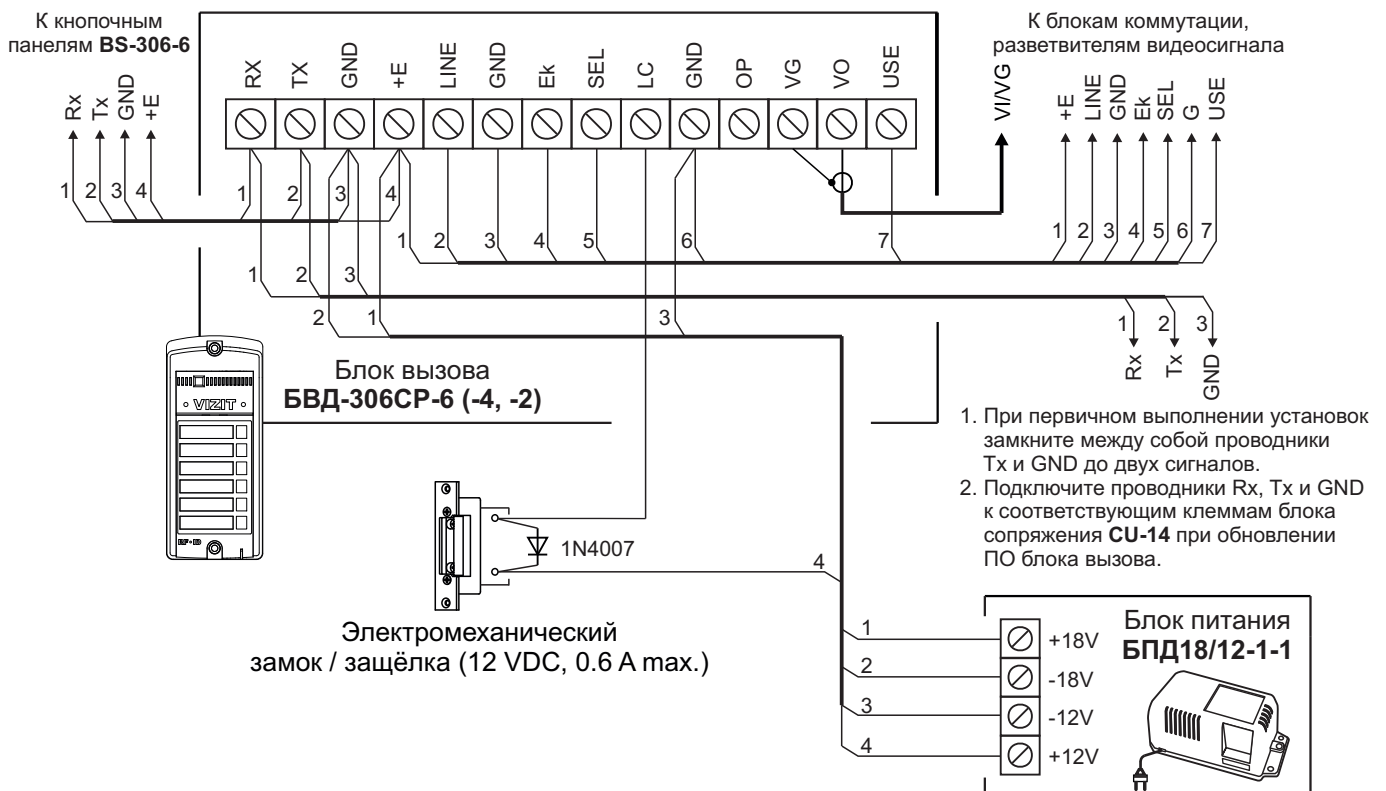 К кнопочным
панелям BS-306-6
Rx
Tx
GND
+E
1 2 3 4
RX
TX
GND
+E
LINE
GND
Ek
SEL
LC
GND
OP
VG
VO
USE
К блокам коммутации,
разветвителям видеосигнала
VI/VG
+E
LINE
GND
Ek
SEL
G
USE
1 2 3 4
1 2 3 4 5 6 7
1 2 3 4 5 6 7
1 2 3
2 1 3
1 2 3
Rx
Tx
GND
VIZIT
RF-ID
Блок вызова
БВД-306CP-6 (-4, -2)
1. При первичном выполнении установок
замкните между собой проводники
Tx и GND до двух сигналов.
2. Подключите проводники Rx, Tx и GND
к соответствующим клеммам блока
сопряжения CU-14 при обновлении
ПО блока вызова.
1N4007
4
Электромеханический
замок / защёлка (12 VDC, 0.6 A max.)
1 +18V
2 -18V
3 -12V
4 +12V
Блок питания
БПД18/12-1-1